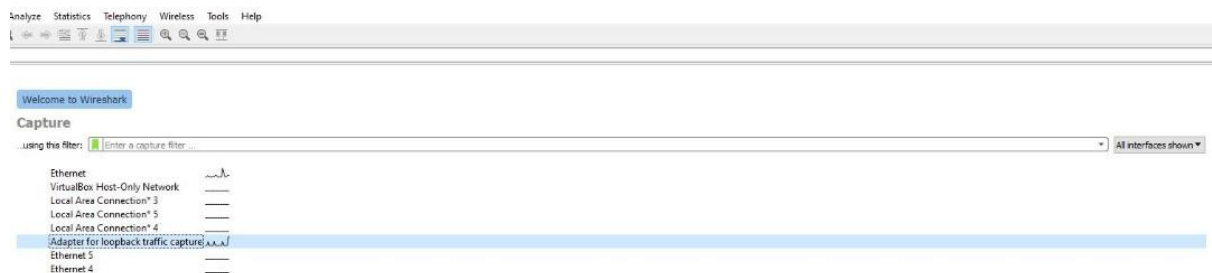 Analyze Statistics Telephony Wireless Tools Help
Welcome to Wireshark
Capture
...using this filter: Enter a capture filter ... All interfaces shown
Ethernet
VirtualBox Host-Only Network
Local Area Connection* 3
Local Area Connection* 5
Local Area Connection* 4
Adapter for loopback traffic capture
Ethernet 5
Ethernet 4